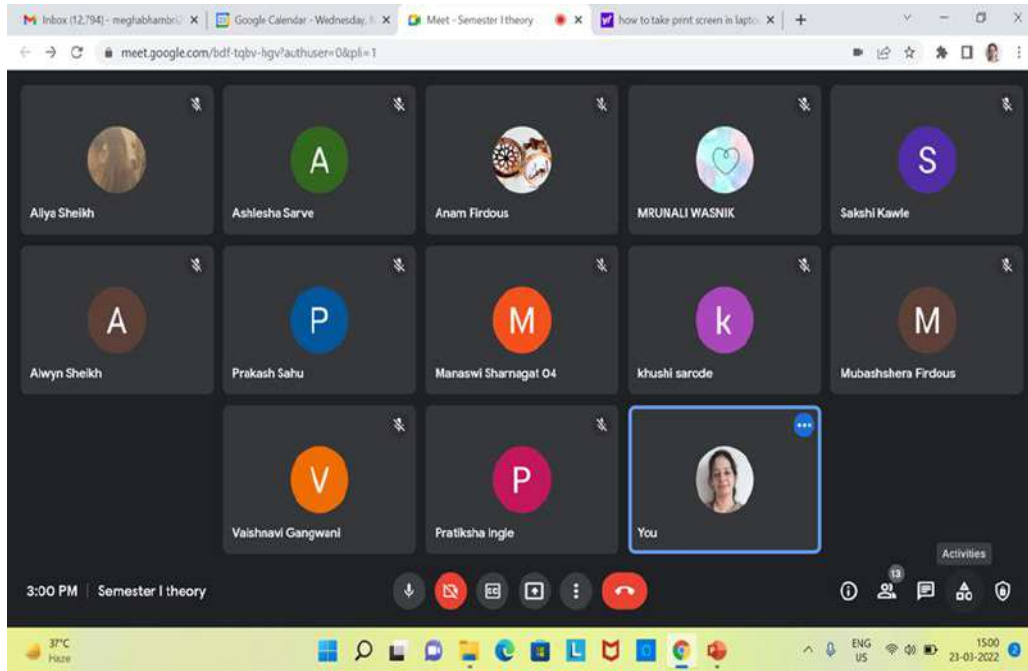 Inbox (12,794) - meghabhambri
Google Calendar - Wednesday,
Meet - Semester I theory
how to take print screen in lapto
meet.google.com/bdf-tqbv-hgv?authuser=0&pli=1
Aliya Sheikh
A
Ashlesha Sarve
Anam Firdous
MRUNALI WASNIK
S
Sakshi Kawle
A
Alwyn Sheikh
P
Prakash Sahu
M
Manaswi Sharnagat 04
k
khushi sarode
M
Mubashshera Firdous
V
Vaishnavi Gangwani
P
Pratiksha Ingle
You
Activities
3:00 PM | Semester I theory
CC
13
37°C
Haze
L
ENG
US
15:00
23-03-2022
2